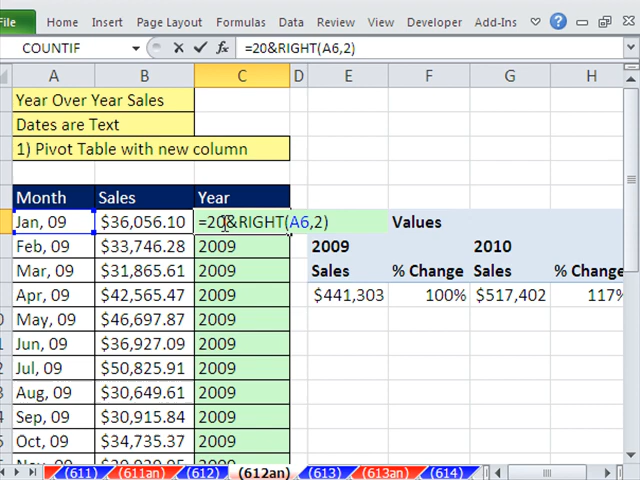 File Home Insert Page Layout Formulas Data Review View Developer Add-Ins
COUNTIF =20&RIGHT(A6,2)
A B C D E F G H
Year Over Year Sales
Dates are Text
1) Pivot Table with new column
Month Sales Year
Jan, 09 $36,056.10 =20&RIGHT(A6,2) Values
Feb, 09 $33,746.28 2009 2009 2010
Mar, 09 $31,865.61 2009 Sales % Change Sales % Change
Apr, 09 $42,565.47 2009 $441,303 100% $517,402 117%
May, 09 $46,697.87 2009
Jun, 09 $36,927.09 2009
Jul, 09 $50,825.91 2009
Aug, 09 $30,649.61 2009
Sep, 09 $30,915.84 2009
Oct, 09 $34,735.37 2009
(611) (611an) (612) (612an) (613) (613an) (614)